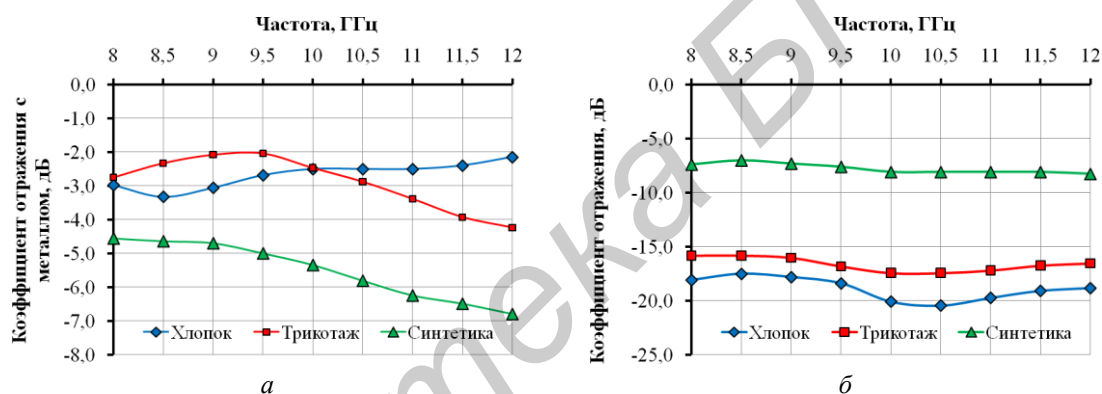 Частота, ГГц
8 8,5 9 9,5 10 10,5 11 11,5 12
Коэффициент отражения с
металлом, дБ
0,0
-1,0
-2,0
-3,0
-4,0
-5,0
-6,0
-7,0
-8,0
Хлопок Трикотаж Синтетика
а
Частота, ГГц
8 8,5 9 9,5 10 10,5 11 11,5 12
Коэффициент отражения, дБ
0,0
-5,0
-10,0
-15,0
-20,0
-25,0
Хлопок Трикотаж Синтетика
б